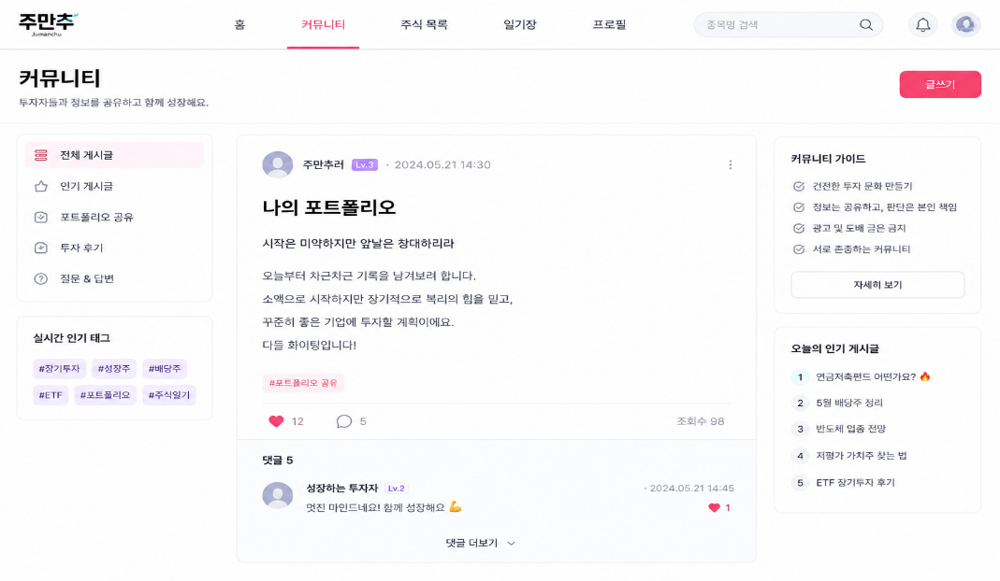 주만추
Jumanchu
홈
커뮤니티
주식 목록
일기장
프로필
종목명 검색
커뮤니티
투자자들과 정보를 공유하고 함께 성장해요.
글쓰기
전체 게시글
인기 게시글
포트폴리오 공유
투자 후기
질문 & 답변
실시간 인기 태그
#장기투자 #성장주 #배당주
#ETF #포트폴리오 #주식일기
주만추러 Lv.3 · 2024.05.21 14:30
나의 포트폴리오
시작은 미약하지만 앞날은 창대하리라
오늘부터 차근차근 기록을 남겨보려 합니다.
소액으로 시작하지만 장기적으로 복리의 힘을 믿고,
꾸준히 좋은 기업에 투자할 계획이에요.
다들 화이팅입니다!
#포트폴리오 공유
12 5 조회수 98
댓글 5
성장하는 투자자 Lv.2 · 2024.05.21 14:45
멋진 마인드네요! 함께 성장해요 💪 1
댓글 더보기
커뮤니티 가이드
건전한 투자 문화 만들기
정보는 공유하고, 판단은 본인 책임
광고 및 도배 글은 금지
서로 존중하는 커뮤니티
자세히 보기
오늘의 인기 게시글
1 연금저축펀드 어떤가요? 🔥
2 5월 배당주 정리
3 반도체 업종 전망
4 저평가 가치주 찾는 법
5 ETF 장기투자 후기